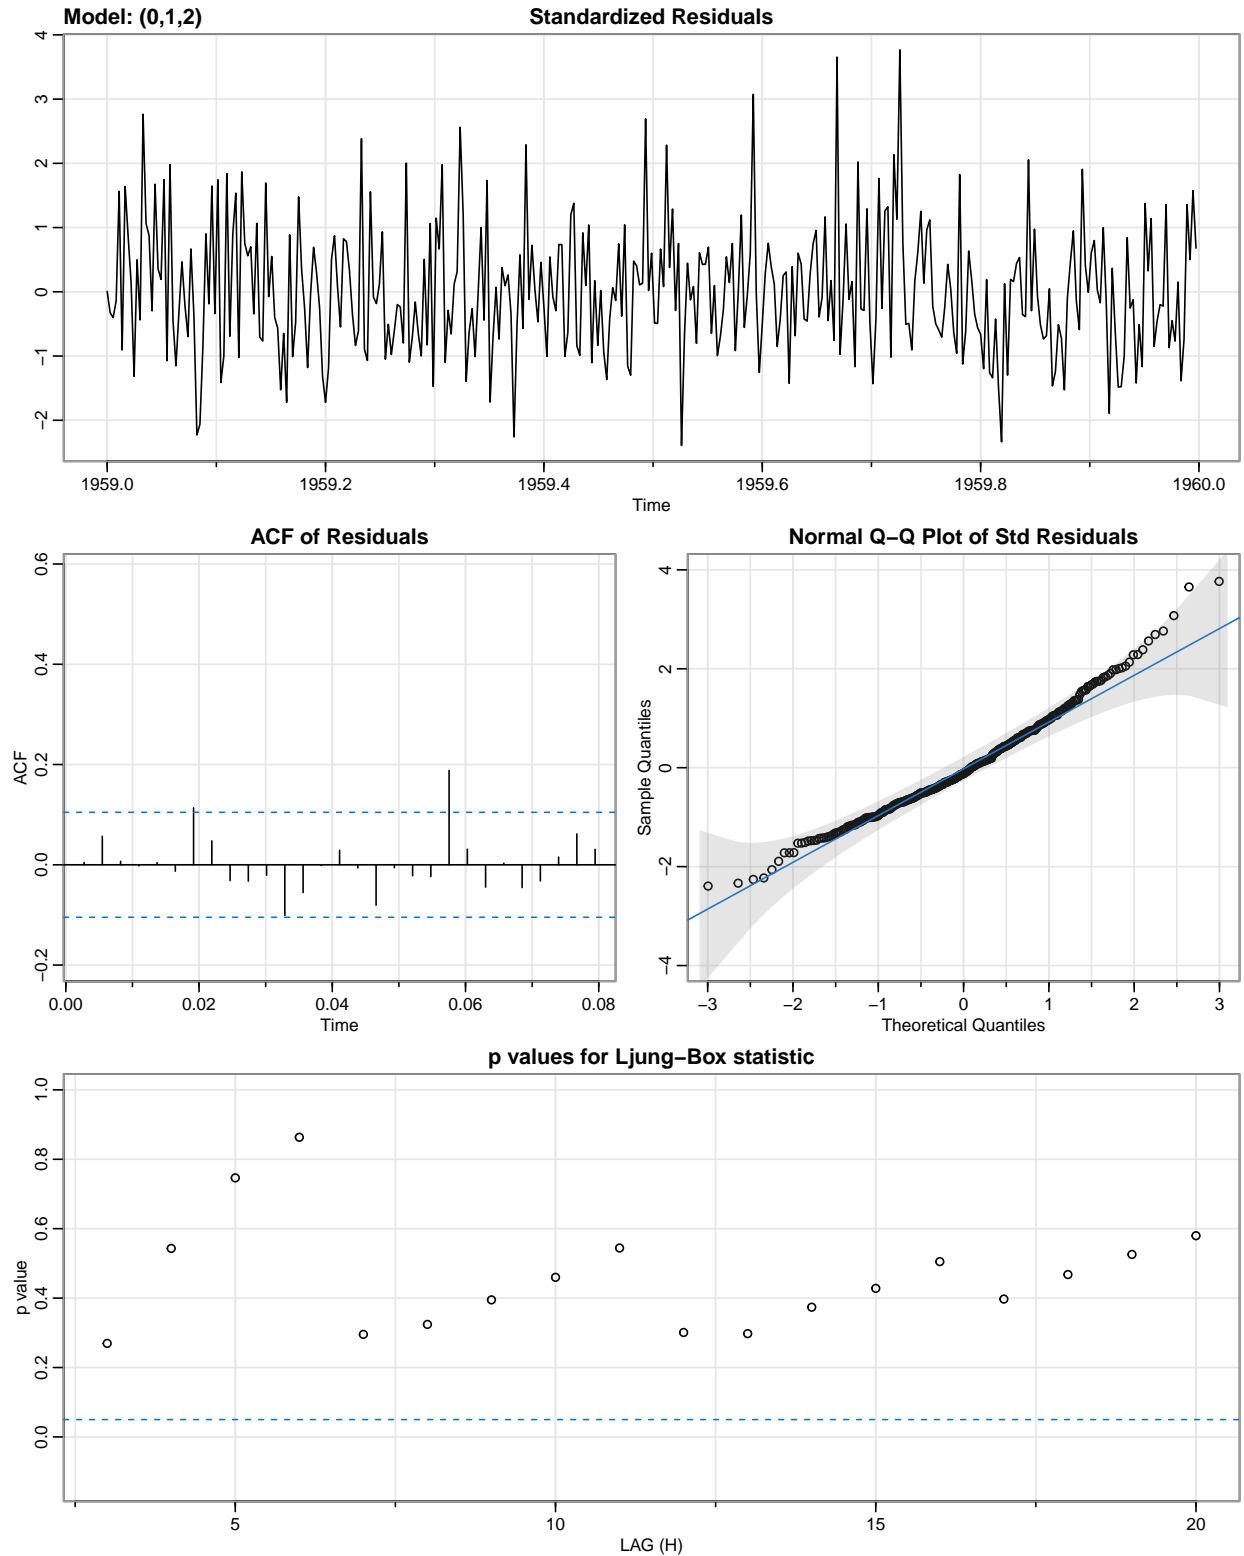 Model: (0,1,2) Standardized Residuals
4
3
2
1
0
−1
−2
1959.0 1959.2 1959.4 1959.6 1959.8 1960.0
Time
ACF of Residuals
ACF
0.6
0.4
0.2
0.0
−0.2
0.00 0.02 0.04 0.06 0.08
Time
Normal Q−Q Plot of Std Residuals
Sample Quantiles
4
2
0
−2
−4
−3 −2 −1 0 1 2 3
Theoretical Quantiles
p values for Ljung−Box statistic
p value
1.0
0.8
0.6
0.4
0.2
0.0
5 10 15 20
LAG (H)